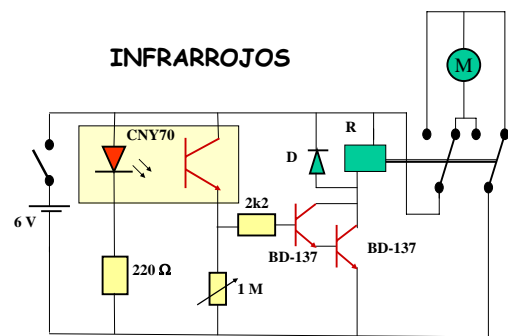 INFRARROJOS
M
CNY70
R
D
6 V
2k2
BD-137
BD-137
220 Ω
1 M